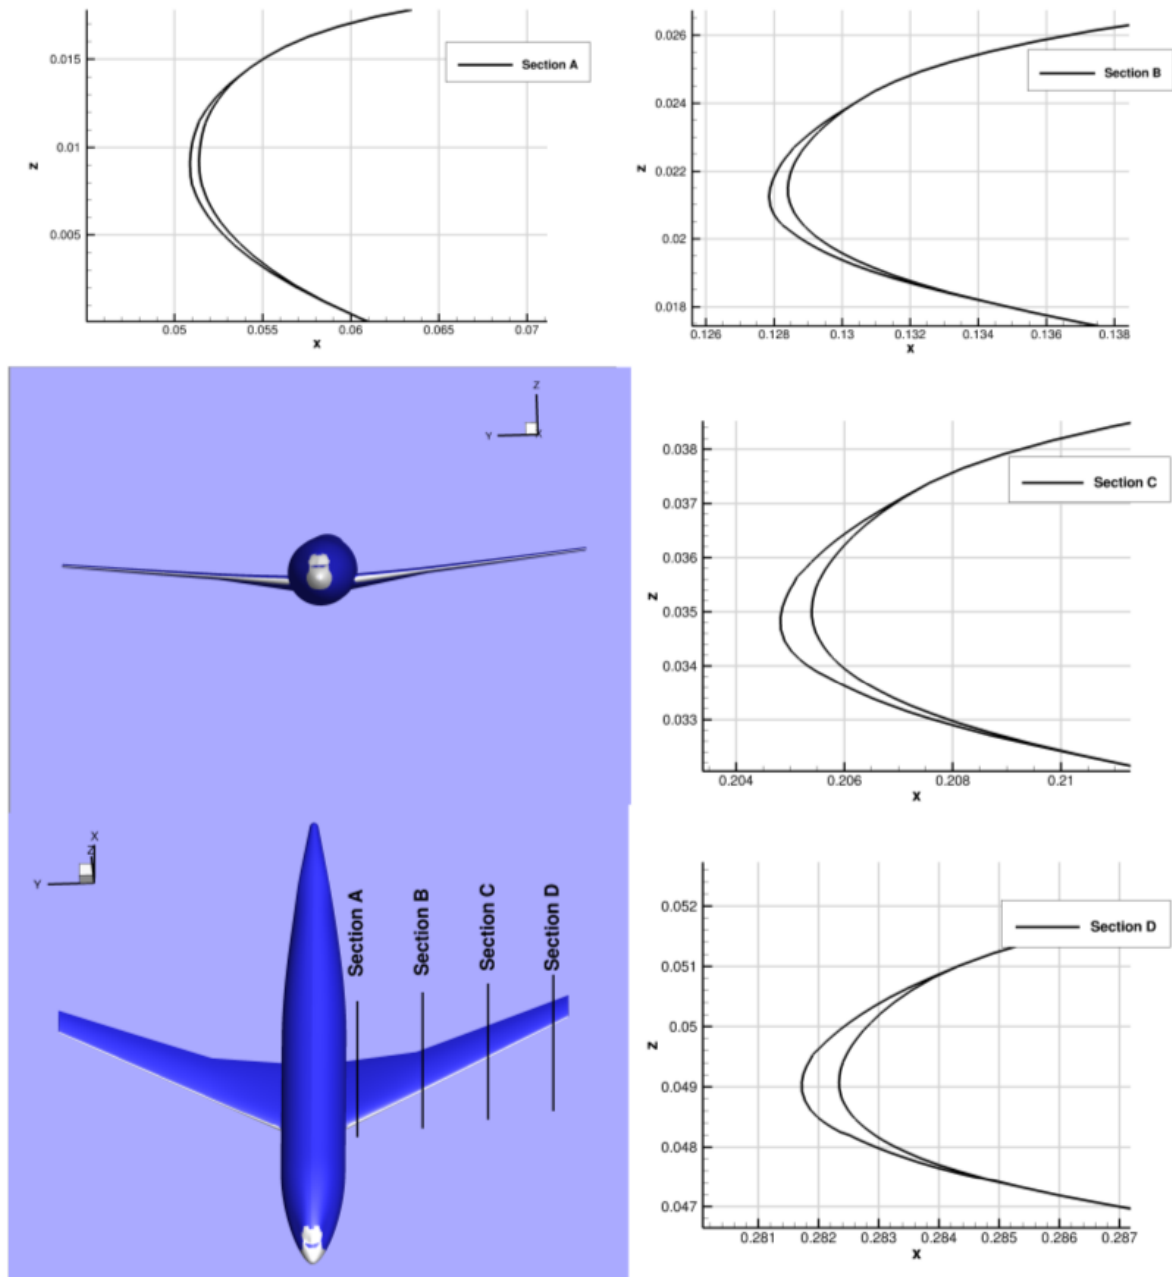 Section A
0.015
0.01
0.005
z
0.05 0.055 0.06 0.065 0.07
x
Section B
0.026
0.024
0.022
0.02
0.018
z
0.126 0.128 0.13 0.132 0.134 0.136 0.138
x
Z
Y X
Section C
0.038
0.037
0.036
0.035
0.034
0.033
z
0.204 0.206 0.208 0.21
x
X
Z
Y
Section A
Section B
Section C
Section D
Section D
0.052
0.051
0.05
0.049
0.048
0.047
z
0.281 0.282 0.283 0.284 0.285 0.286 0.287
x